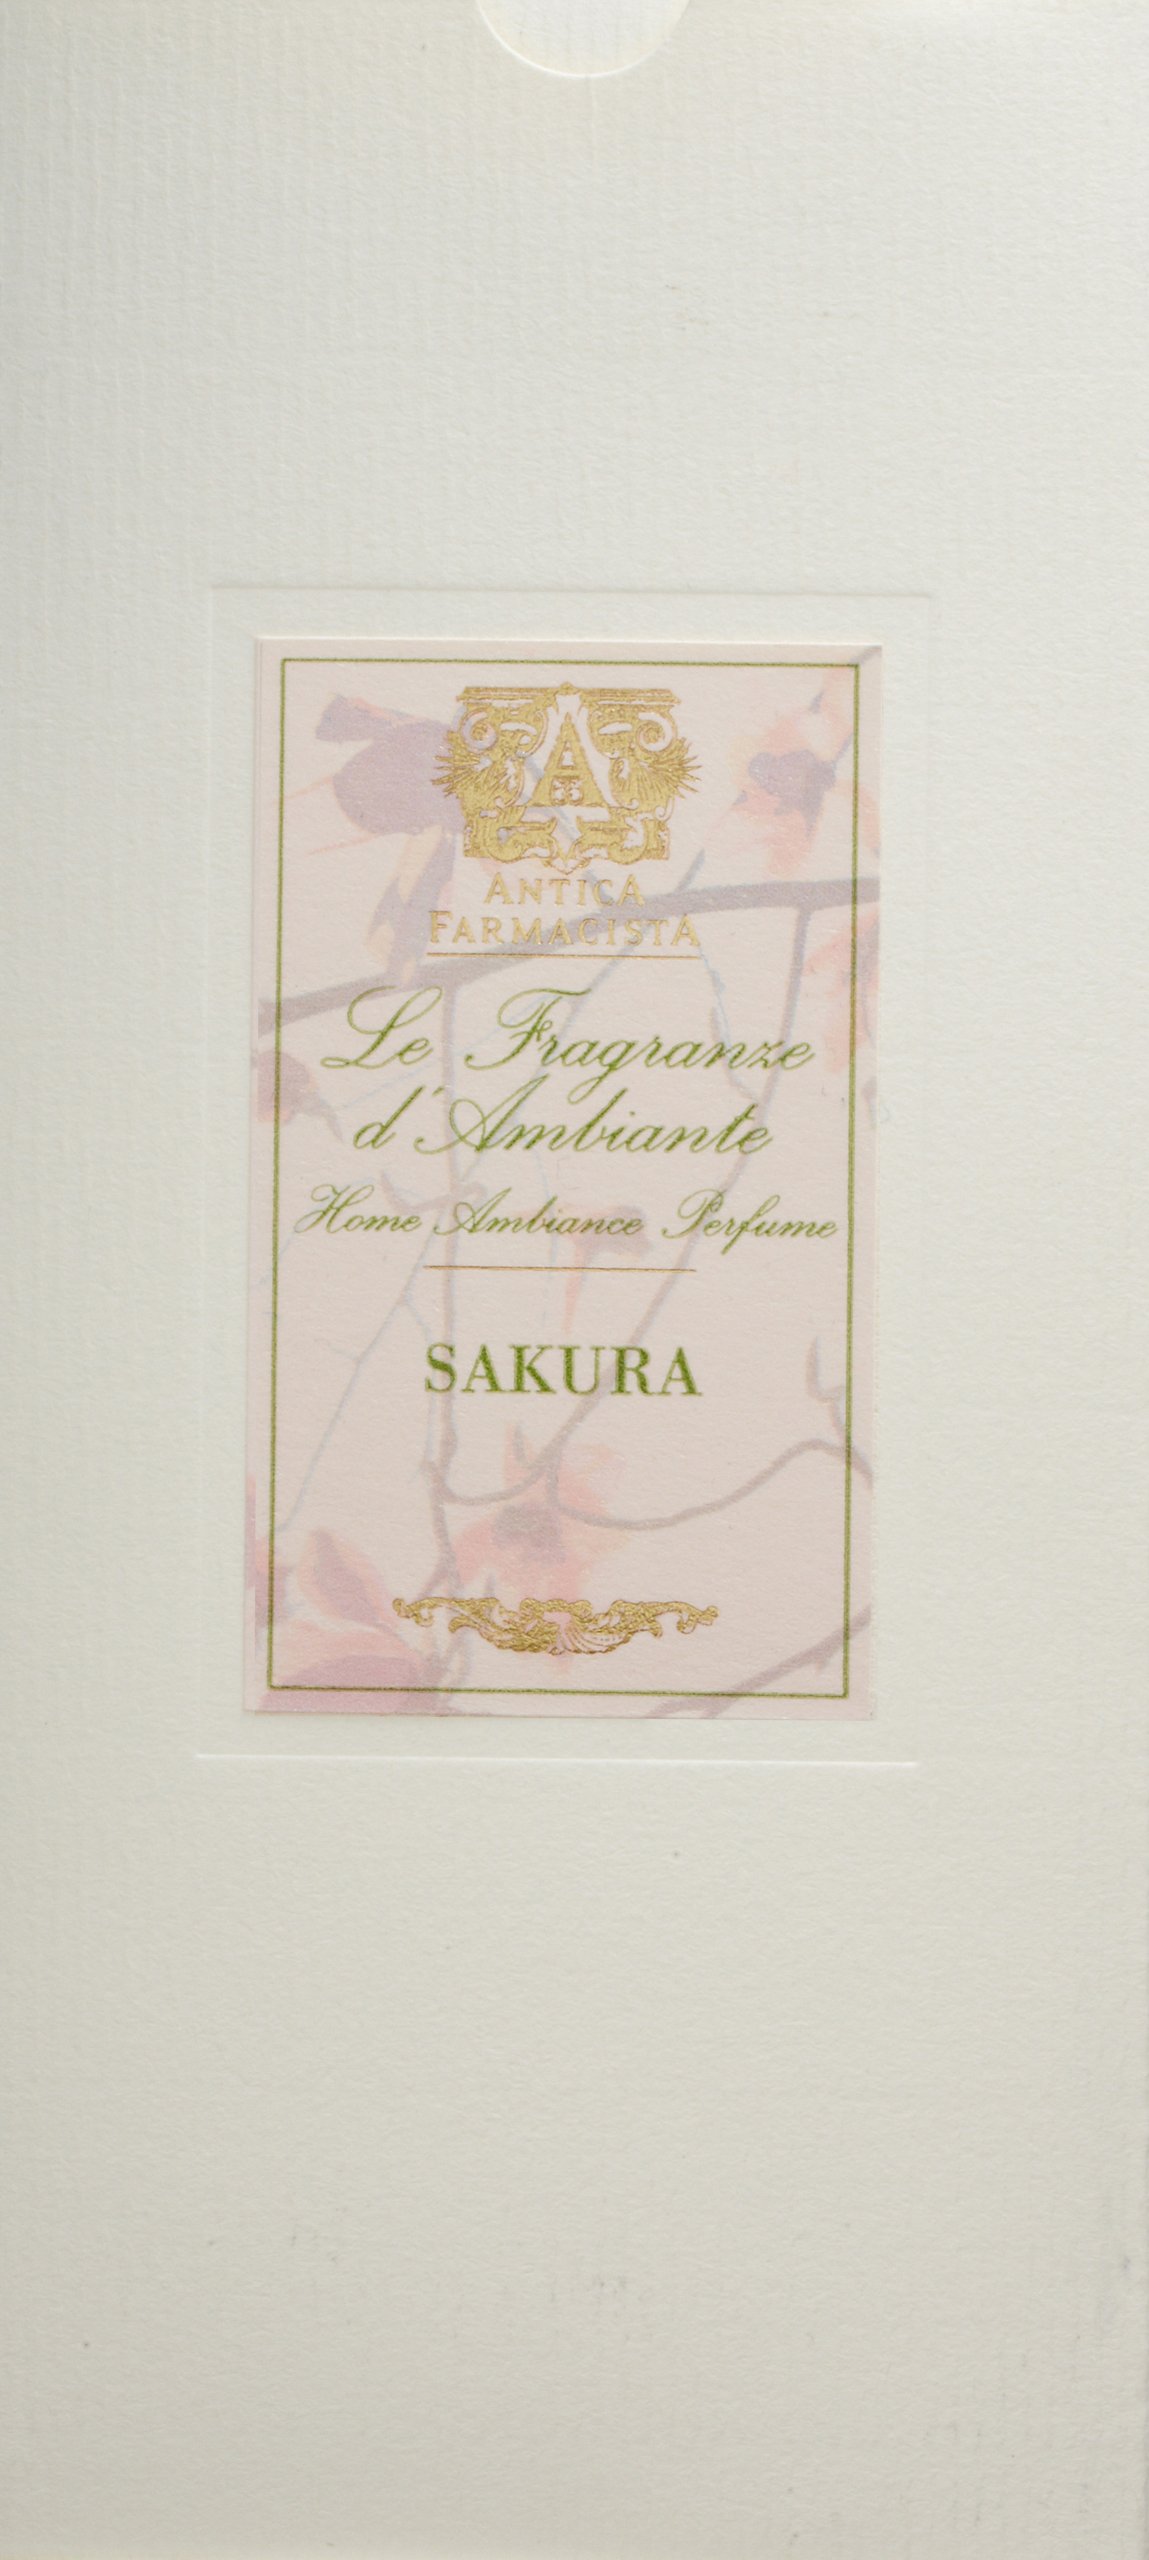 A
ANTICA
FARMACISTA
Le Fragranze
d'Ambiante
Home Ambiance Perfume
SAKURA